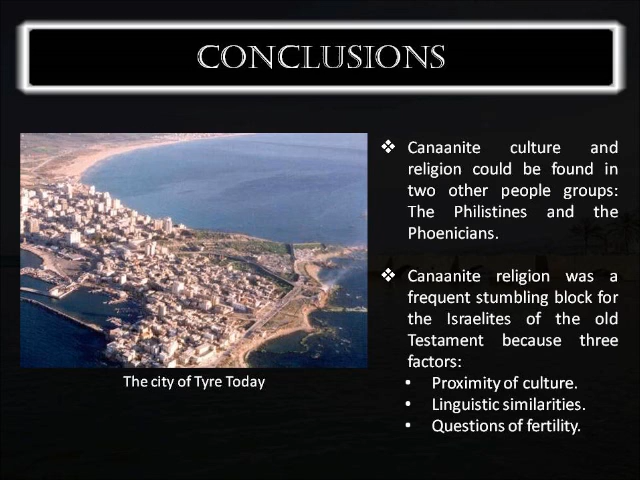 CONCLUSIONS
❖ Canaanite culture and
religion could be found in
two other people groups:
The Philistines and the
Phoenicians.
❖ Canaanite religion was a
frequent stumbling block for
the Israelites of the old
Testament because three
factors:
• Proximity of culture.
• Linguistic similarities.
• Questions of fertility.
The city of Tyre Today